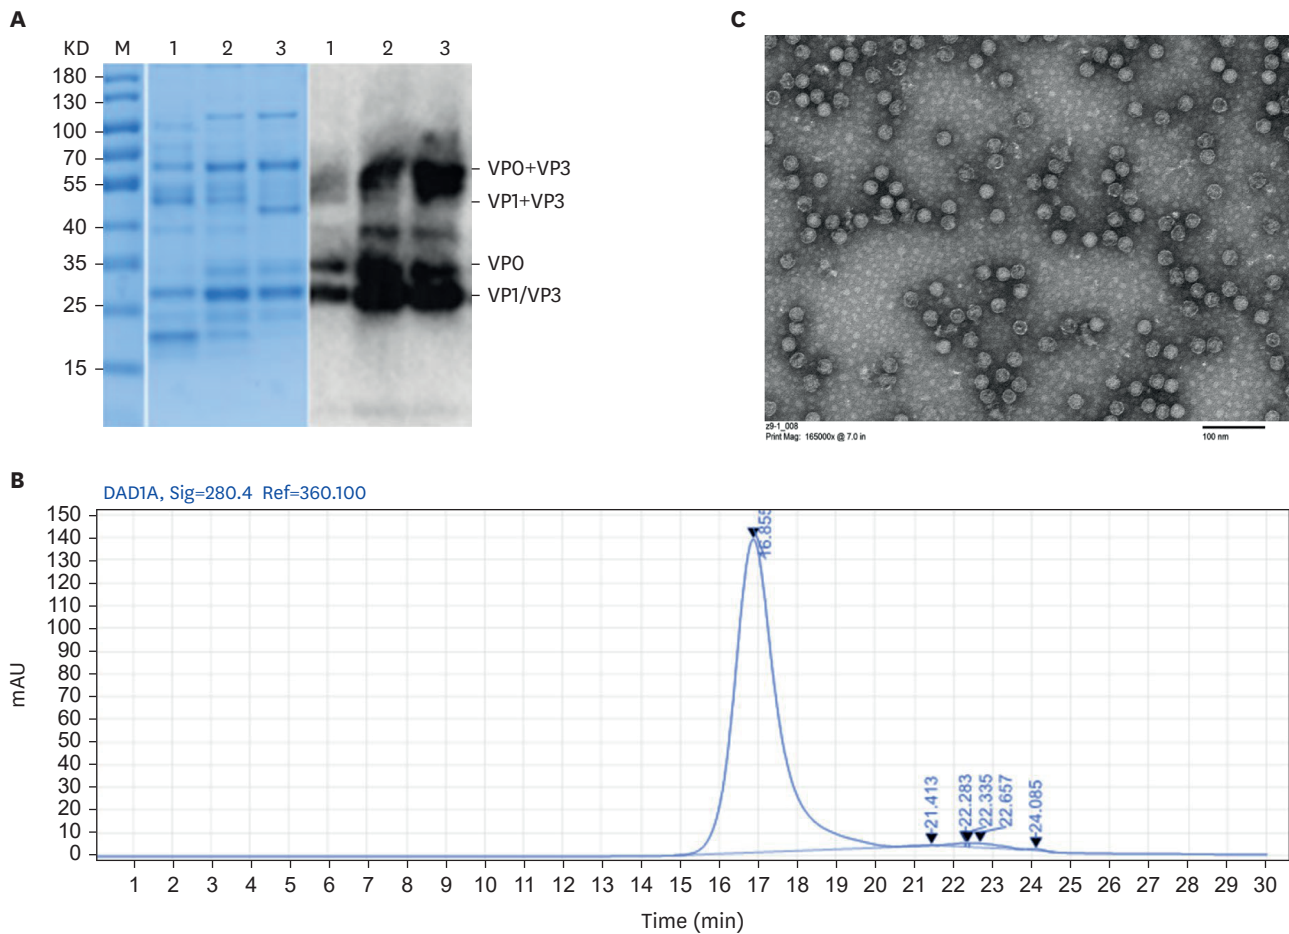 A
KD M 1 2 3 1 2 3
180
130
100
70
55
40
35
25
15
VP0+VP3
VP1+VP3
VP0
VP1/VP3
C
z9-1_008
Print Mag: 165000x @ 7.0 in
100 nm
B
DAD1A, Sig=280.4 Ref=360.100
mAU
150
140
130
120
110
100
90
80
70
60
50
40
30
20
10
0
16.855
21.413
22.283
22.335
22.657
24.085
1 2 3 4 5 6 7 8 9 10 11 12 13 14 15 16 17 18 19 20 21 22 23 24 25 26 27 28 29 30
Time (min)